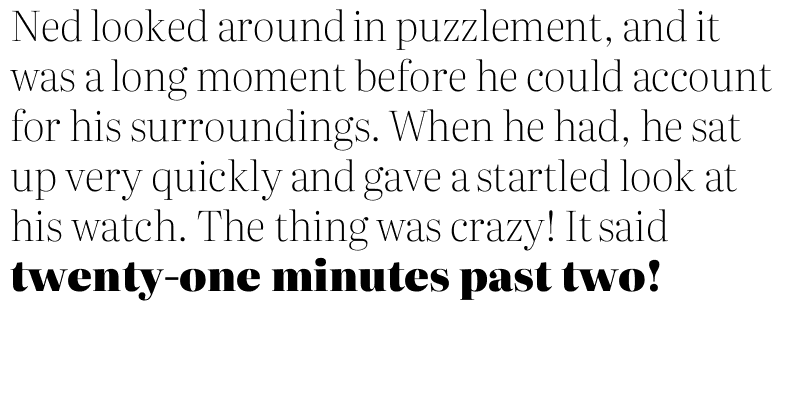 Ned looked around in puzzlement, and it
was a long moment before he could account
for his surroundings. When he had, he sat
up very quickly and gave a startled look at
his watch. The thing was crazy! It said
twenty-one minutes past two!